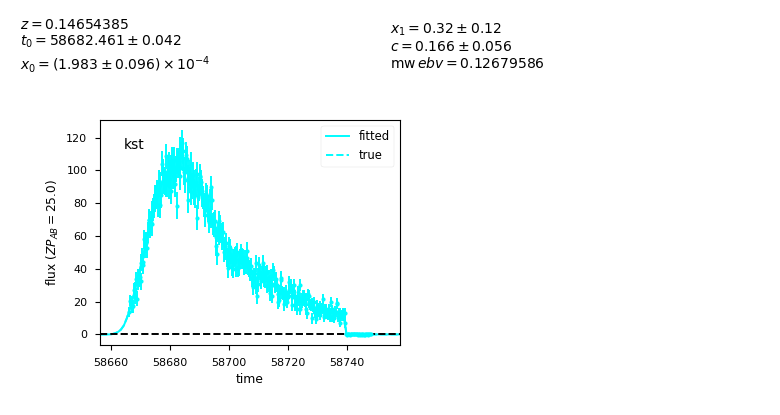 z = 0.14654385
t₀ = 58682.461 ± 0.042
x₀ = (1.983 ± 0.096) × 10⁻⁴
x₁ = 0.32 ± 0.12
c = 0.166 ± 0.056
mwebv = 0.12679586
kst
fitted
true
120
100
80
60
40
20
0
flux (ZP_AB = 25.0)
58660 58680 58700 58720 58740
time